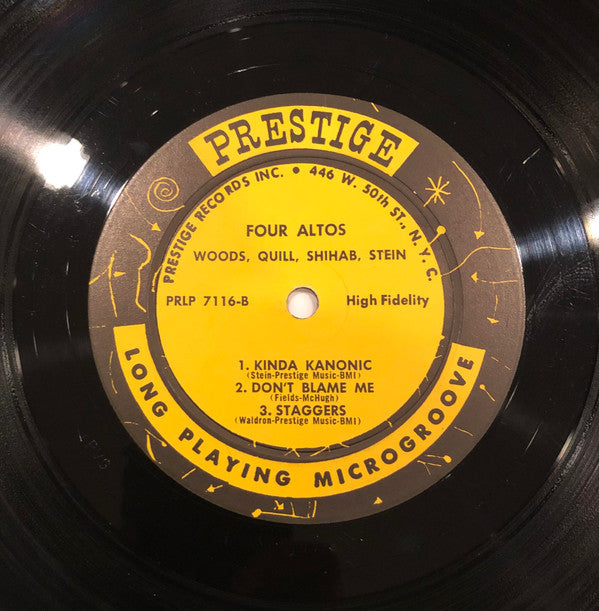 PRESTIGE
PRESTIGE RECORDS INC. • 446 W. 50th ST., N. Y. C.
FOUR ALTOS
WOODS, QUILL, SHIHAB, STEIN
PRLP 7116-B High Fidelity
1. KINDA KANONIC
(Stein-Prestige Music-BMI)
2. DON'T BLAME ME
(Fields-McHugh)
3. STAGGERS
(Waldron-Prestige Music-BMI)
LONG PLAYING MICROGROOVE